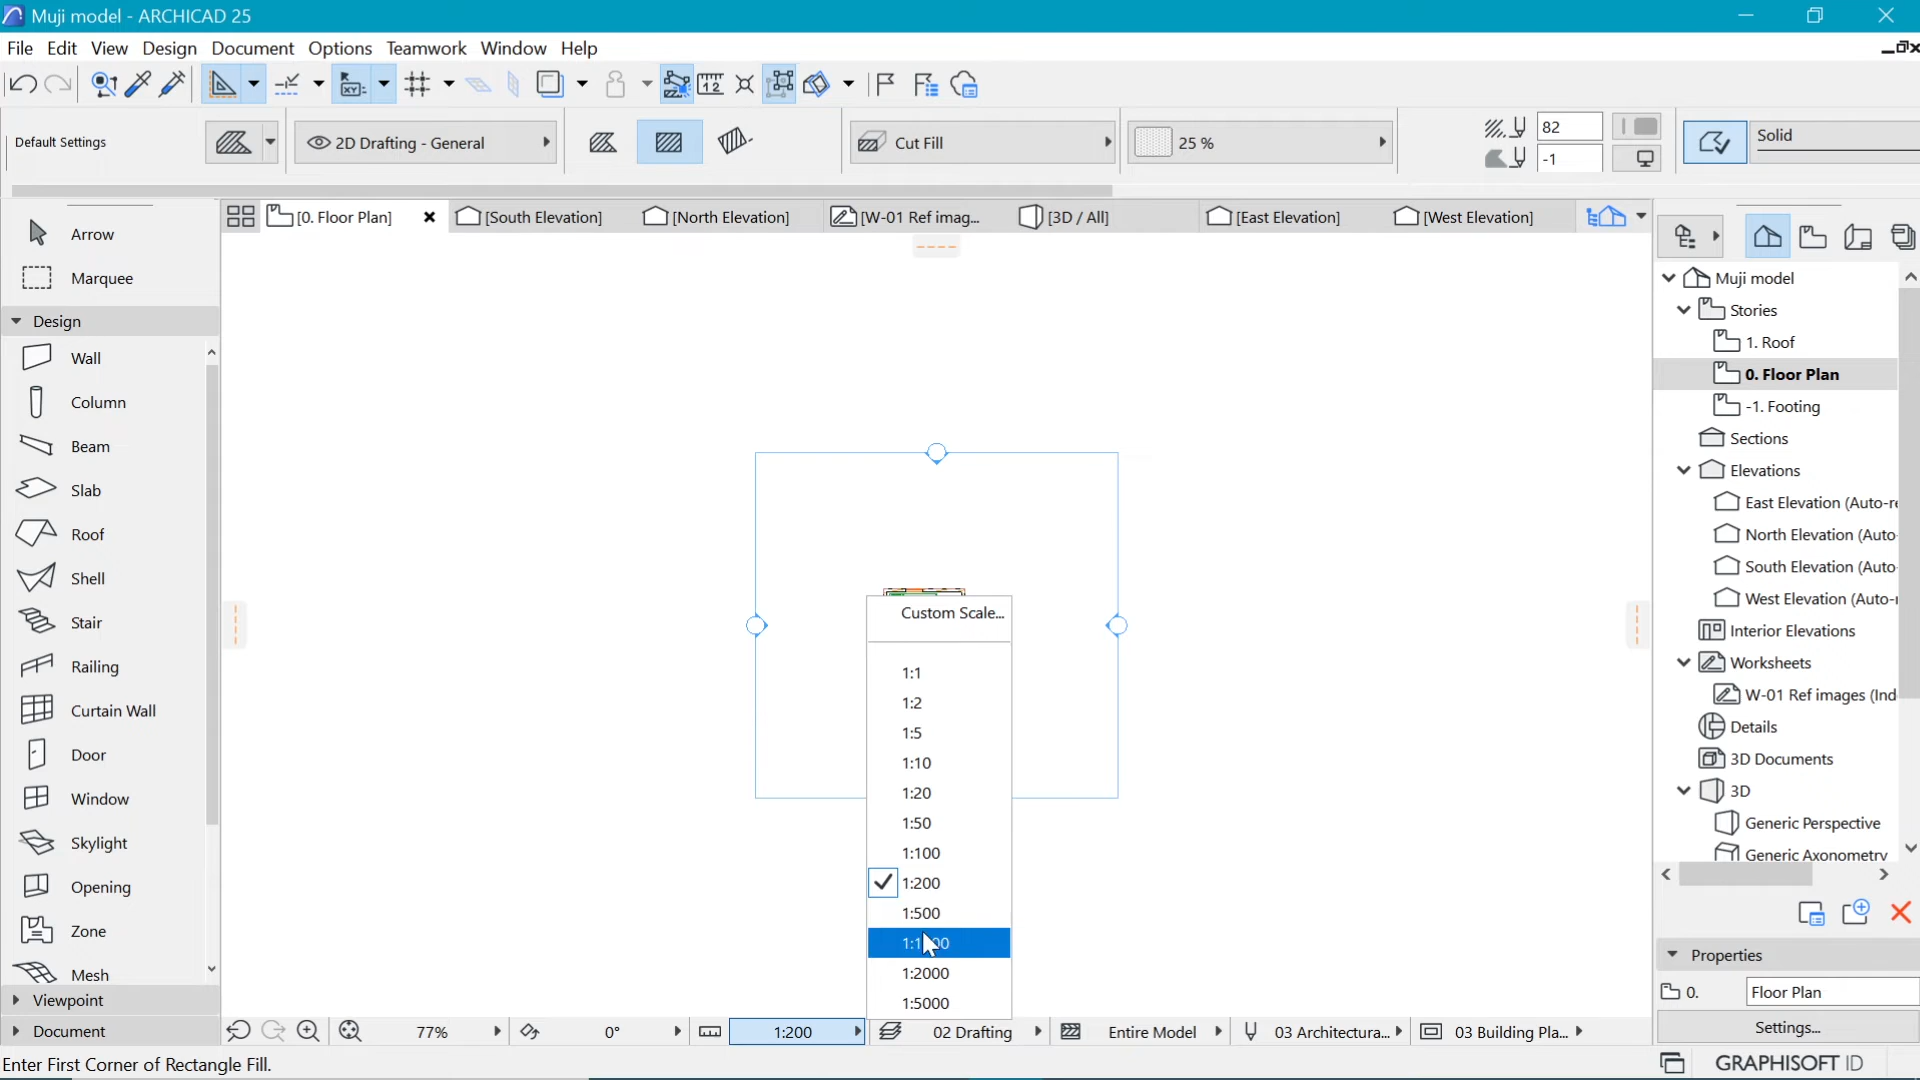 Muji model - ARCHICAD 25
File Edit View Design Document Options Teamwork Window Help
Default Settings
2D Drafting - General
Cut Fill
25 %
82
-1
Solid
[0. Floor Plan]
[South Elevation]
[North Elevation]
[W-01 Ref imag...
[3D / All]
[East Elevation]
[West Elevation]
Arrow
Marquee
Design
Wall
Column
Beam
Slab
Roof
Shell
Stair
Railing
Curtain Wall
Door
Window
Skylight
Opening
Zone
Mesh
Viewpoint
Document
Custom Scale...
1:1
1:2
1:5
1:10
1:20
1:50
1:100
1:200
1:500
1:2000
1:5000
Muji model
Stories
1. Roof
0. Floor Plan
-1. Footing
Sections
Elevations
East Elevation (Auto-re
North Elevation (Auto-
South Elevation (Auto-
West Elevation (Auto-r
Interior Elevations
Worksheets
W-01 Ref images (Ind
Details
3D Documents
3D
Generic Perspective
Generic Axonometry
Properties
0. Floor Plan
Settings...
77%
0°
1:200
02 Drafting
Entire Model
03 Architectura...
03 Building Pla...
Enter First Corner of Rectangle Fill.
GRAPHISOFT ID